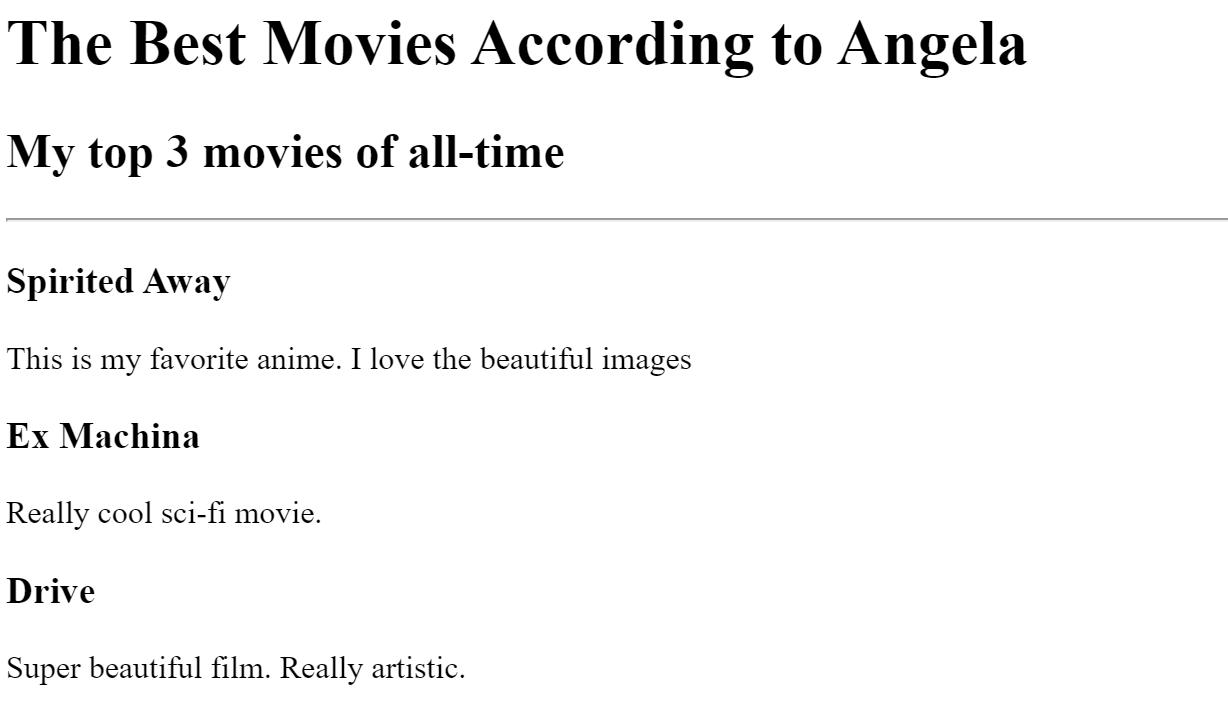 The Best Movies According to Angela
My top 3 movies of all-time
Spirited Away
This is my favorite anime. I love the beautiful images
Ex Machina
Really cool sci-fi movie.
Drive
Super beautiful film. Really artistic.